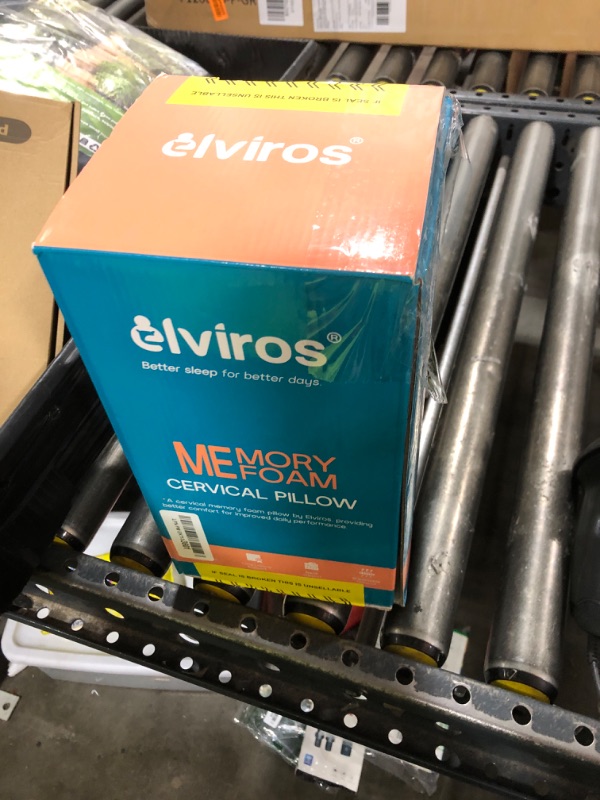 IF SEAL IS BROKEN THIS IS UNSELLABLE
elviros®
elviros®
Better sleep for better days
MEMORY
FOAM
CERVICAL PILLOW
*A cervical memory foam pillow by Elviros, providing
better comfort for improved daily performance.
IF SEAL IS BROKEN THIS IS UNSELLABLE